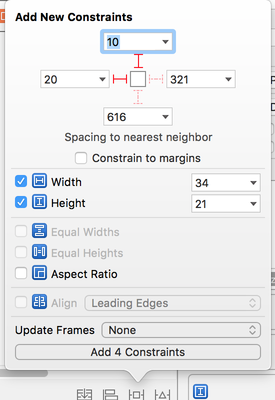 Add New Constraints
10
20 321
616
Spacing to nearest neighbor
Constrain to margins
Width 34
Height 21
Equal Widths
Equal Heights
Aspect Ratio
Align Leading Edges
Update Frames None
Add 4 Constraints